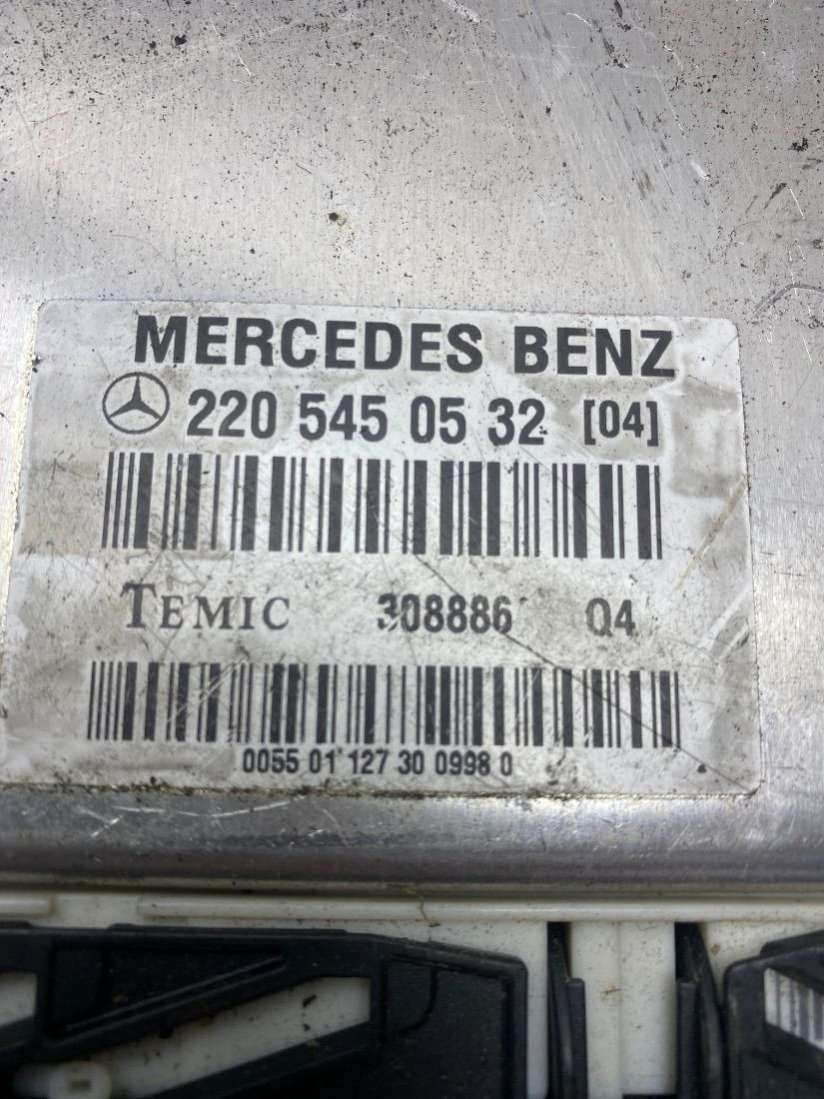 MERCEDES BENZ
220 545 05 32 [04]
TEMIC 308886 Q4
0055 01 127 30 0998 0